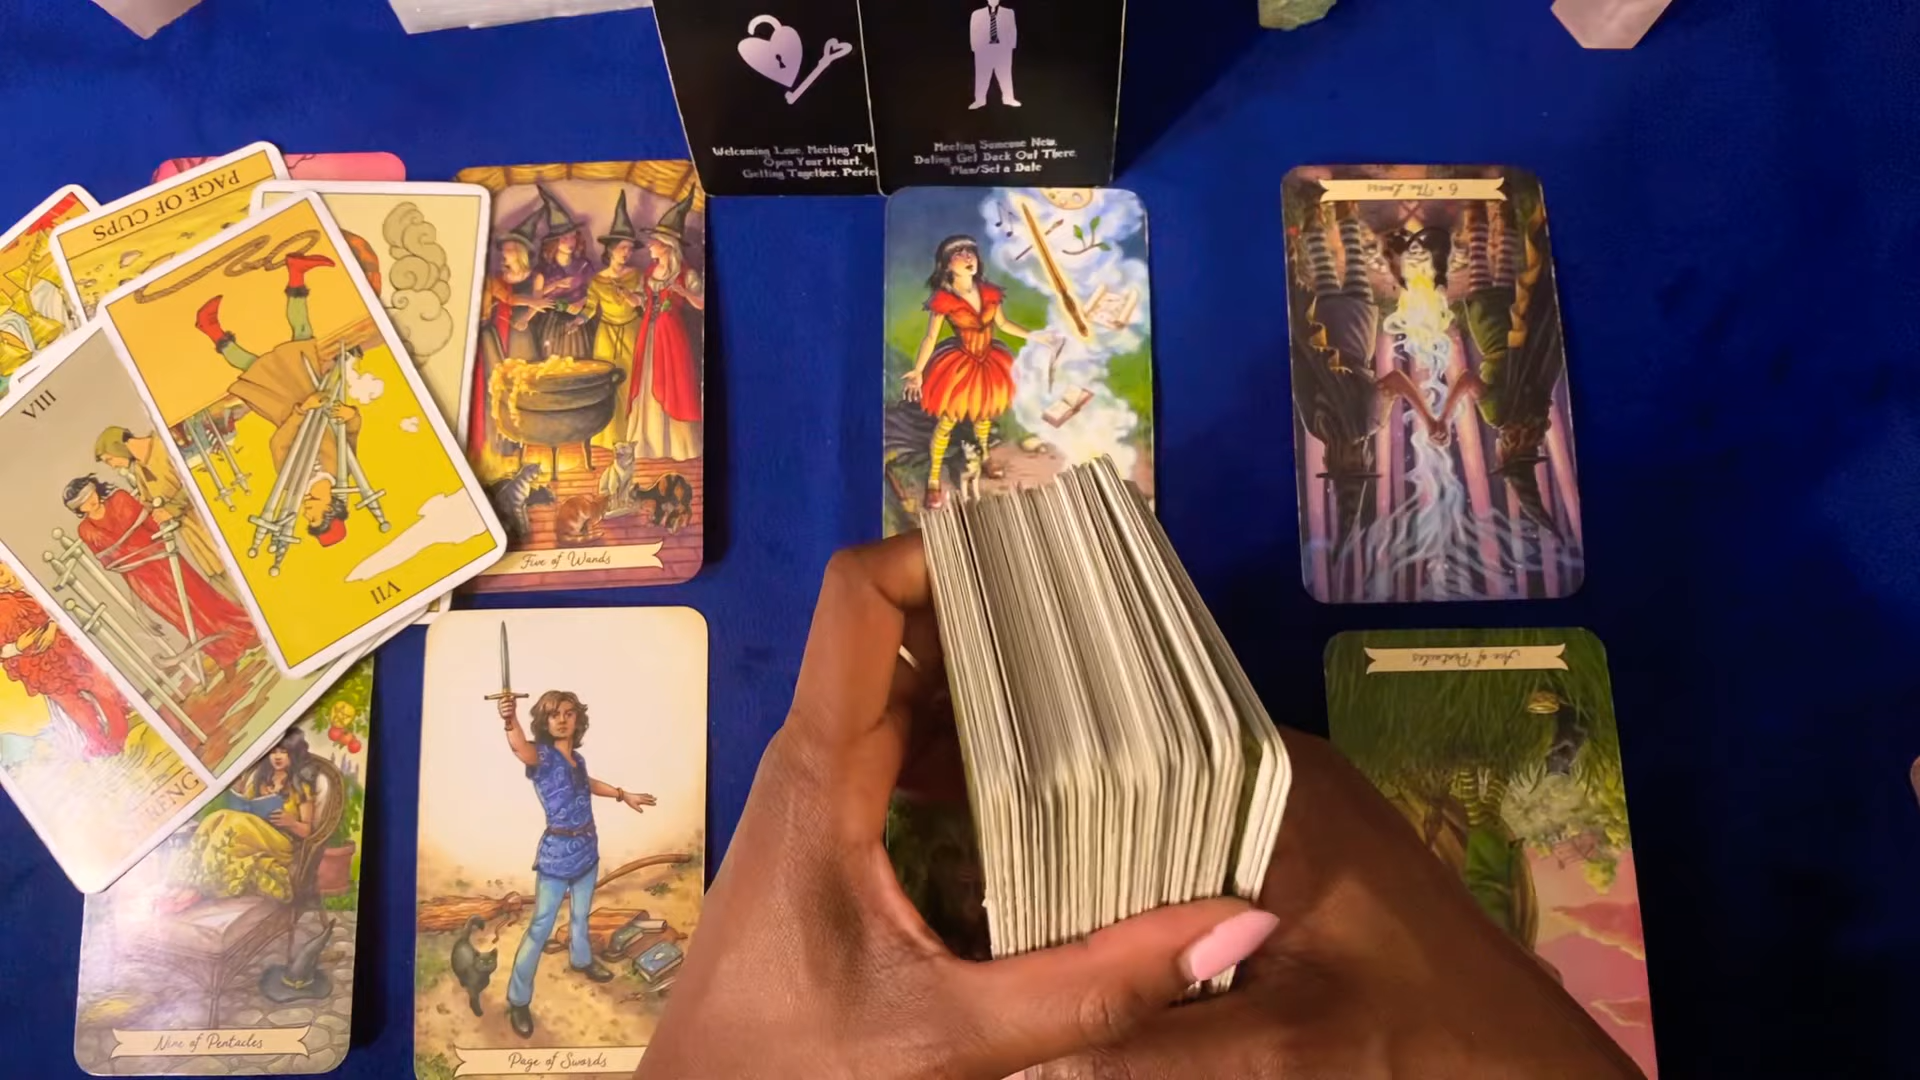 Welcoming Love, Meeting The
Open Your Heart,
Getting Together, Perfe
Meeting Someone New,
Dating, Get Back Out There,
Plan/Set a Date
PAGE OF CUPS
6 • The Lovers
VIII
VII
Five of Wands
Ace of Pentacles
RENG
Nine of Pentacles
Page of Swords